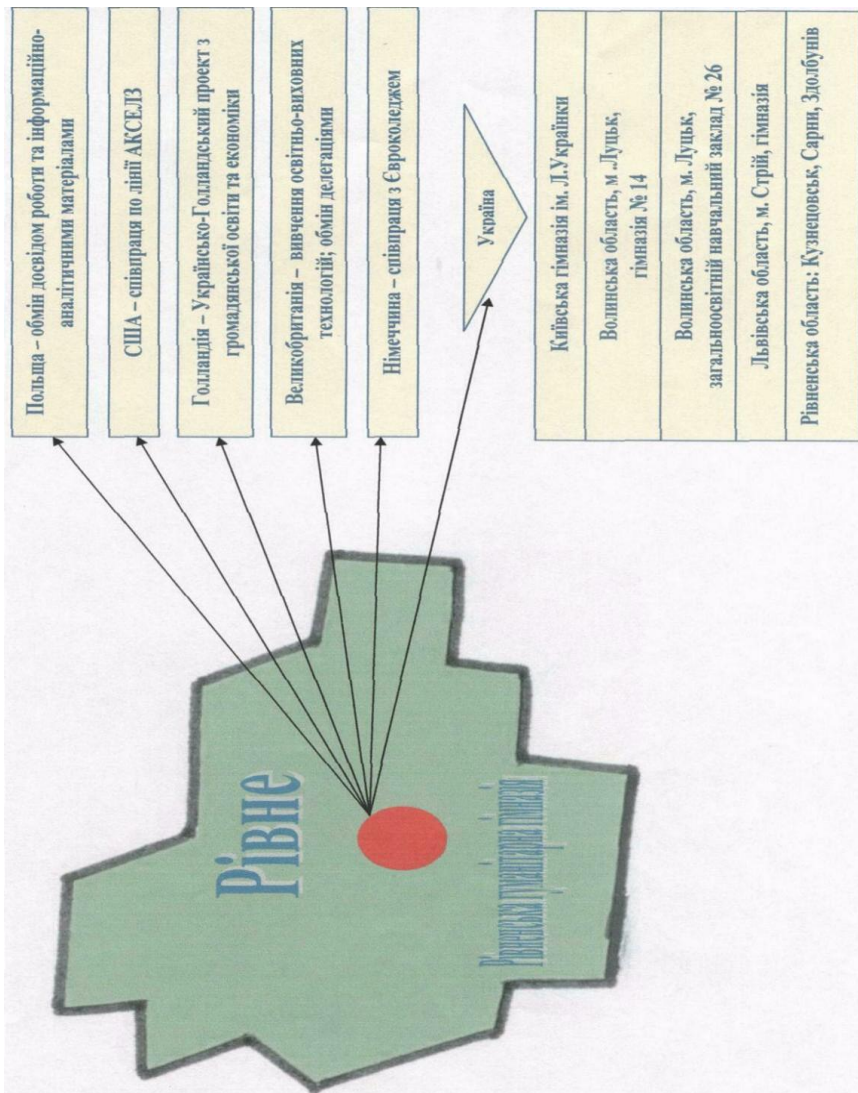 Польща – обмін досвідом роботи та інформаційно-
аналітичними матеріалами
США – співпраця по лінії АКСЕЛЗ
Голландія – Українсько-Голландський проект з
громадянської освіти та економіки
Великобританія – вивчення освітньо-виховних
технологій; обмін делегаціями
Німеччина – співпраця з Євроколеджем
Україна
Київська гімназія ім. Л.Українки
Волинська область, м .Луцьк,
гімназія № 14
Волинська область, м. Луцьк,
загальноосвітній навчальний заклад № 26
Львівська область, м. Стрій, гімназія
Рівненська область: Кузнецовськ, Сарни, Здолбунів
Рівне
Рівненська гуманітарна гімназія